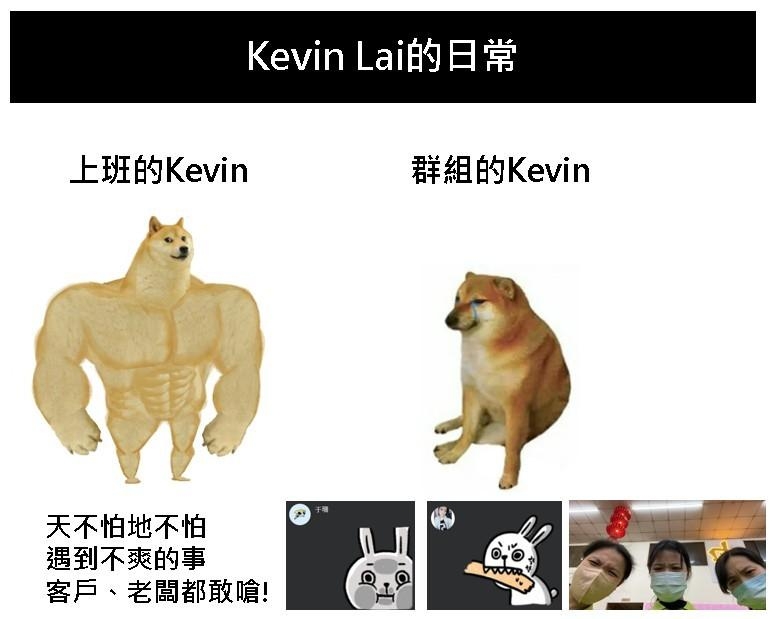 Kevin Lai的日常
上班的Kevin
群組的Kevin
天不怕地不怕
遇到不爽的事
客戶、老闆都敢嗆!
于珊